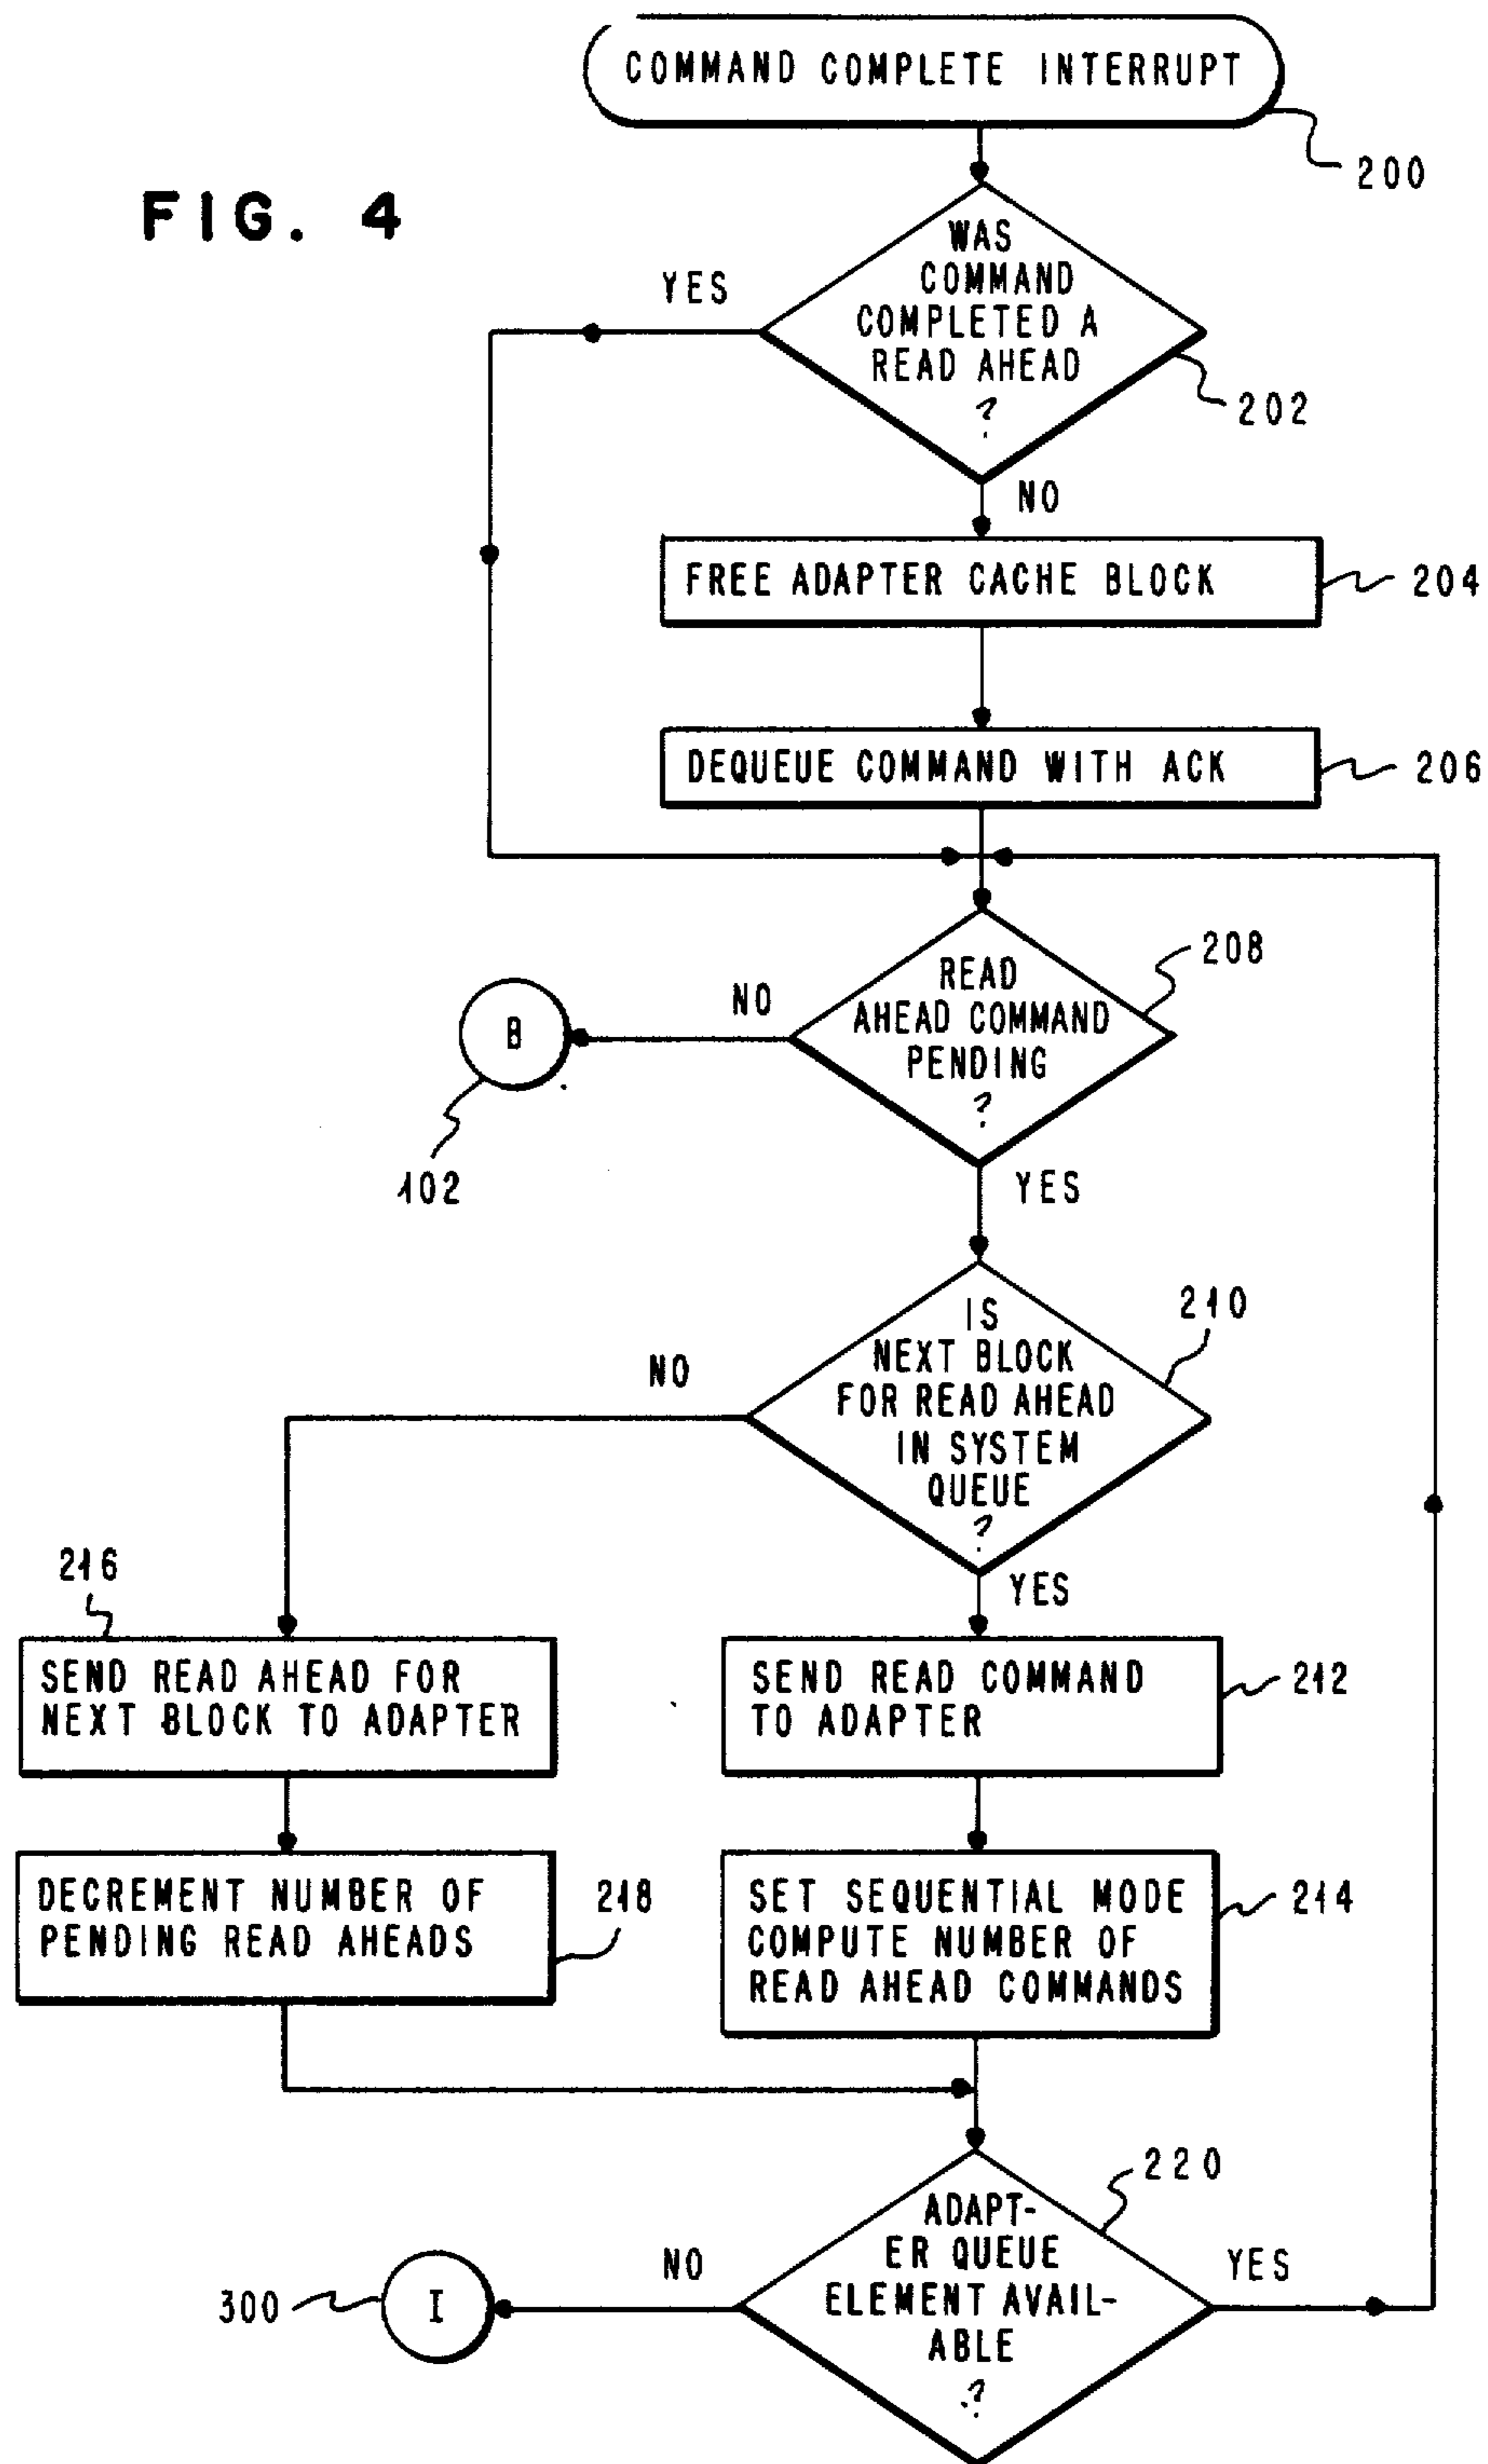 COMMAND COMPLETE INTERRUPT
200
FIG. 4
WAS
COMMAND
COMPLETED A
READ AHEAD
?
YES
202
NO
FREE ADAPTER CACHE BLOCK
204
DEQUEUE COMMAND WITH ACK
206
READ
AHEAD COMMAND
PENDING
?
208
NO
B
102
YES
IS
NEXT BLOCK
FOR READ AHEAD
IN SYSTEM
QUEUE
?
210
NO
YES
216
SEND READ AHEAD FOR
NEXT BLOCK TO ADAPTER
SEND READ COMMAND
TO ADAPTER
212
DECREMENT NUMBER OF
PENDING READ AHEADS
218
SET SEQUENTIAL MODE
COMPUTE NUMBER OF
READ AHEAD COMMANDS
214
220
ADAPT-
ER QUEUE
ELEMENT AVAIL-
ABLE
?
NO
YES
300
I